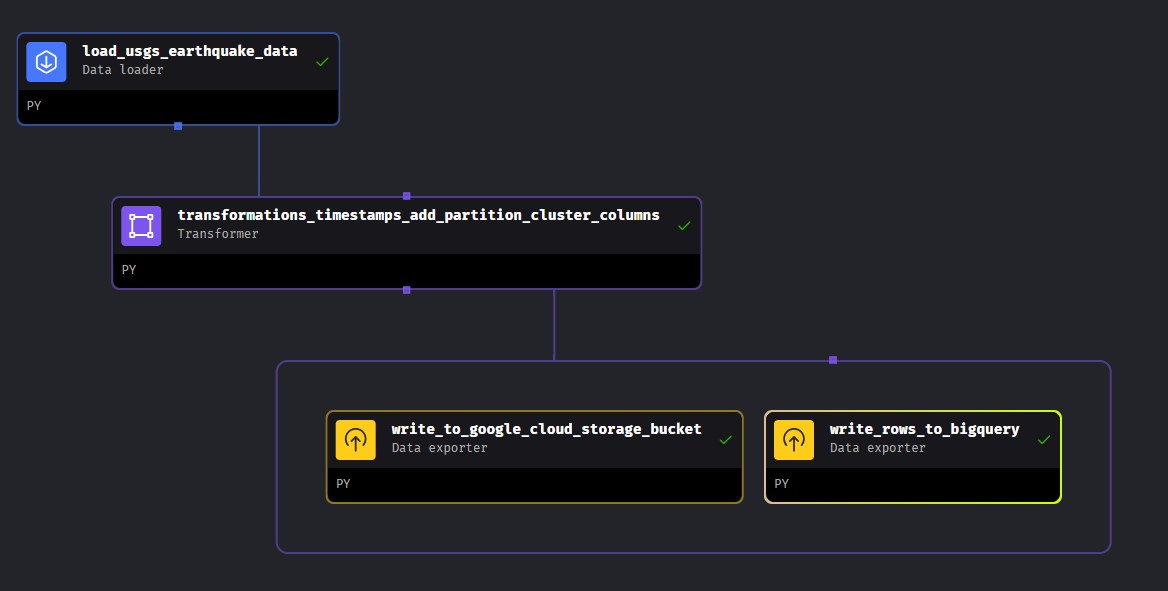 load_usgs_earthquake_data
Data loader
PY
transformations_timestamps_add_partition_cluster_columns
Transformer
PY
write_to_google_cloud_storage_bucket
Data exporter
PY
write_rows_to_bigquery
Data exporter
PY